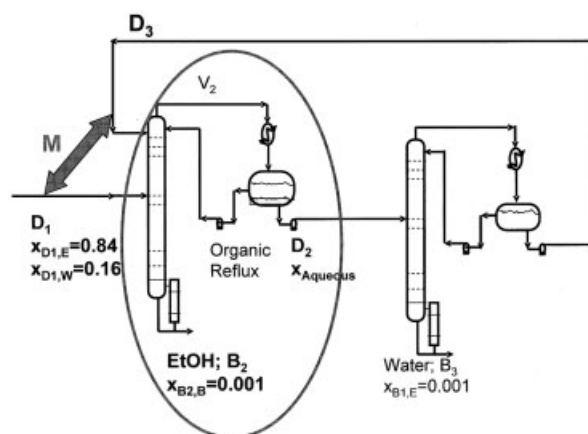 D3
V2
M
D1
xD1,E=0.84
xD1,W=0.16
Organic
Reflux
D2
xAqueous
EtOH; B2
xB2,B=0.001
Water; B3
xB1,E=0.001